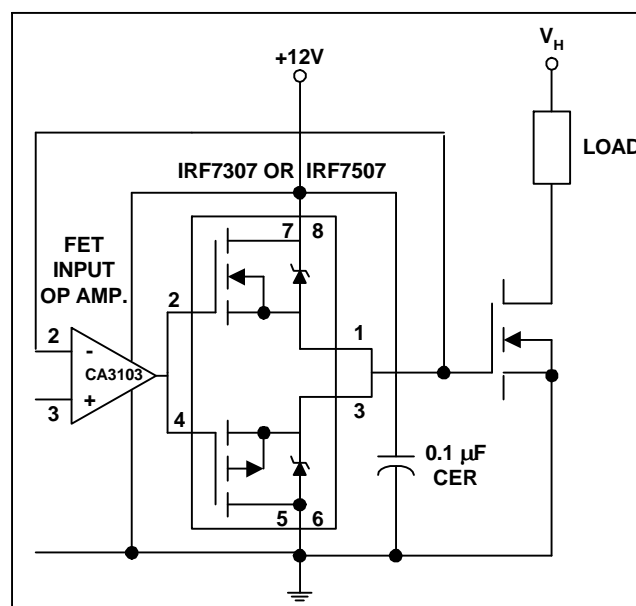 V_H
+12V
LOAD
IRF7307 OR IRF7507
7 8
FET
INPUT
OP AMP.
2
2
-
1
CA3103
3
+
4
3
0.1 μF
CER
5 6